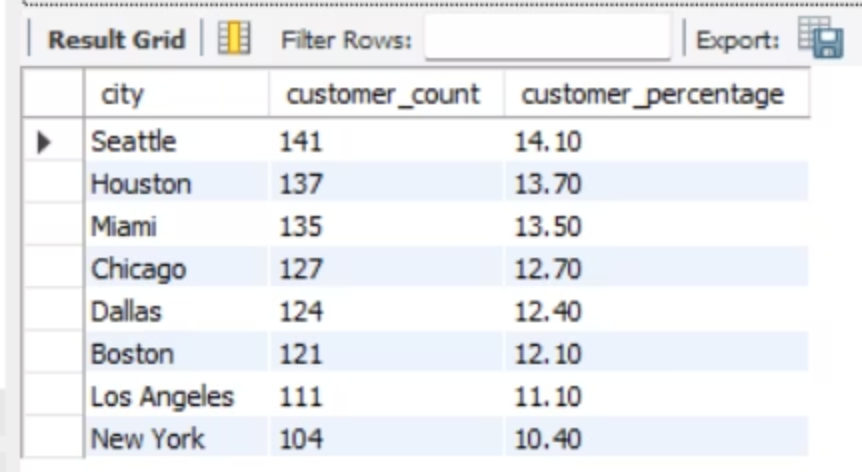 Result Grid Filter Rows: Export:
city customer_count customer_percentage
Seattle 141 14.10
Houston 137 13.70
Miami 135 13.50
Chicago 127 12.70
Dallas 124 12.40
Boston 121 12.10
Los Angeles 111 11.10
New York 104 10.40